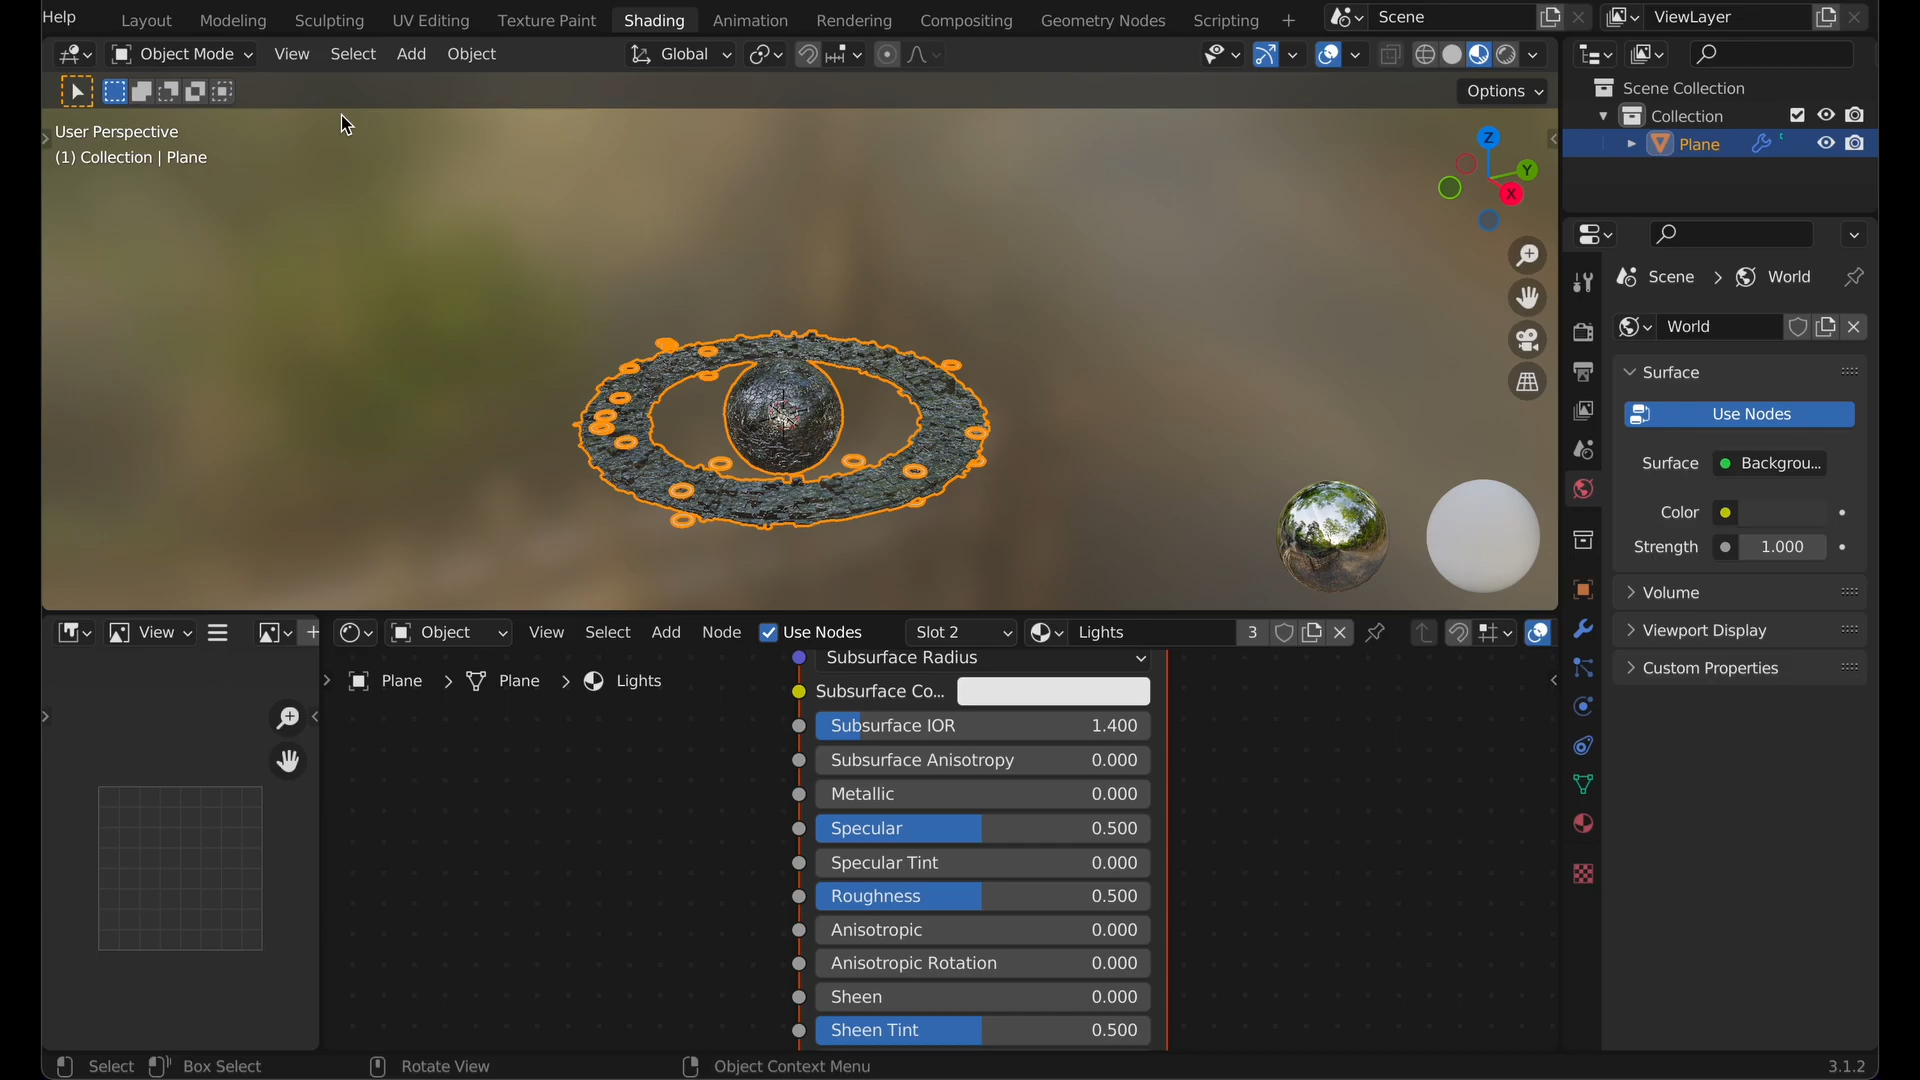 Help Layout Modeling Sculpting UV Editing Texture Paint Shading Animation Rendering Compositing Geometry Nodes Scripting + Scene ViewLayer
Object Mode View Select Add Object Global
Options
User Perspective
(1) Collection | Plane
Z
Y
X
Scene Collection
Collection
Plane
Scene > World
World
Surface
Use Nodes
Surface Backgrou...
Color
Strength 1.000
Volume
Viewport Display
Custom Properties
View
Object View Select Add Node Use Nodes Slot 2 Lights 3
Plane > Plane > Lights
Subsurface Radius
Subsurface Co...
Subsurface IOR 1.400
Subsurface Anisotropy 0.000
Metallic 0.000
Specular 0.500
Specular Tint 0.000
Roughness 0.500
Anisotropic 0.000
Anisotropic Rotation 0.000
Sheen 0.000
Sheen Tint 0.500
Select Box Select Rotate View Object Context Menu 3.1.2